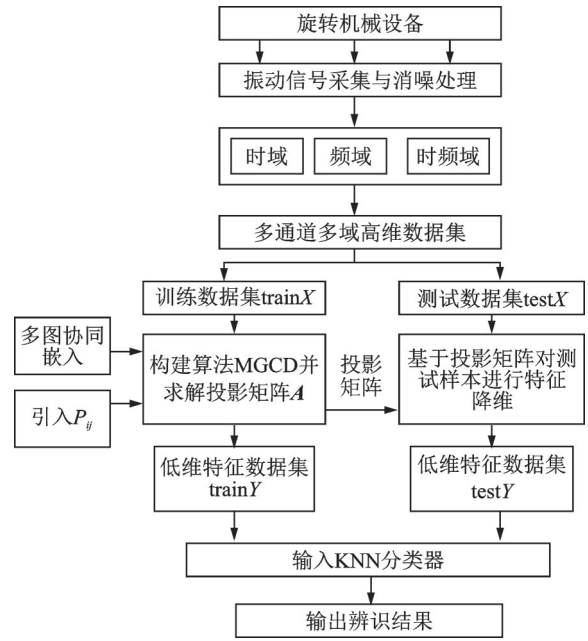 旋转机械设备
振动信号采集与消噪处理
时域
频域
时频域
多通道多域高维数据集
训练数据集trainX
测试数据集testX
多图协同
嵌入
引入P_{ij}
构建算法MGCD并
求解投影矩阵A
投影
矩阵
基于投影矩阵对测
试样本进行特征
降维
低维特征数据集
trainY
低维特征数据集
testY
输入KNN分类器
输出辨识结果